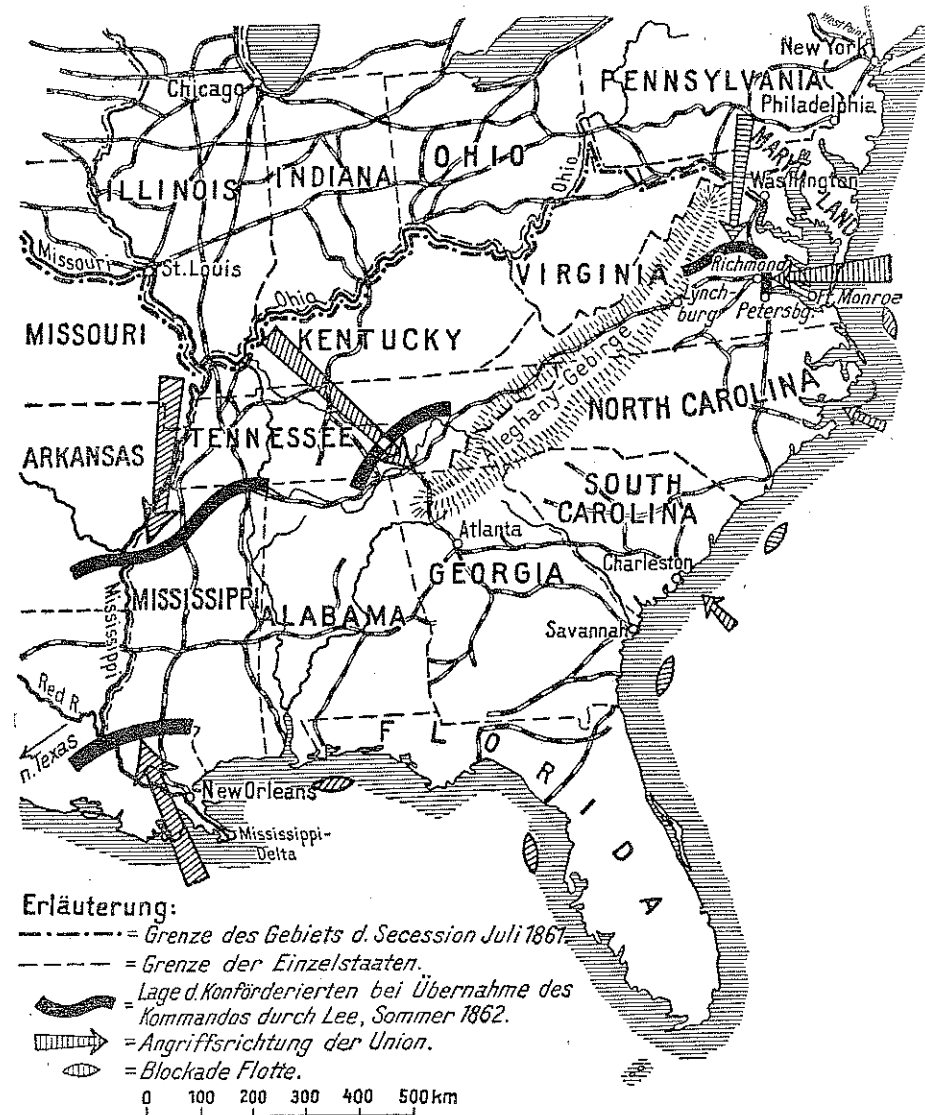 West Point
New York
PENNSYLVANIA
Chicago
Philadelphia
OHIO
MARY
LAND
INDIANA
ILLINOIS
Ohio
Washington
Missouri
St. Louis
VIRGINIA
Richmond
Ohio
Lynch-
burg
Petersbg.
Ft. Monroe
MISSOURI
KENTUCKY
Alleghany-Gebirge
NORTH CAROLINA
TENNESSEE
ARKANSAS
SOUTH
CAROLINA
Atlanta
Charleston
GEORGIA
Mississippi
MISSISSIPPI
ALABAMA
Savannah
Red R.
n. Texas
FLORIDA
New Orleans
Mississippi-
Delta
Erläuterung:
= Grenze des Gebiets d. Secession Juli 1861.
= Grenze der Einzelstaaten.
= Lage d. Konförderierten bei Übernahme des
Kommandos durch Lee, Sommer 1862.
= Angriffsrichtung der Union.
= Blockade Flotte.
0 100 200 300 400 500 km